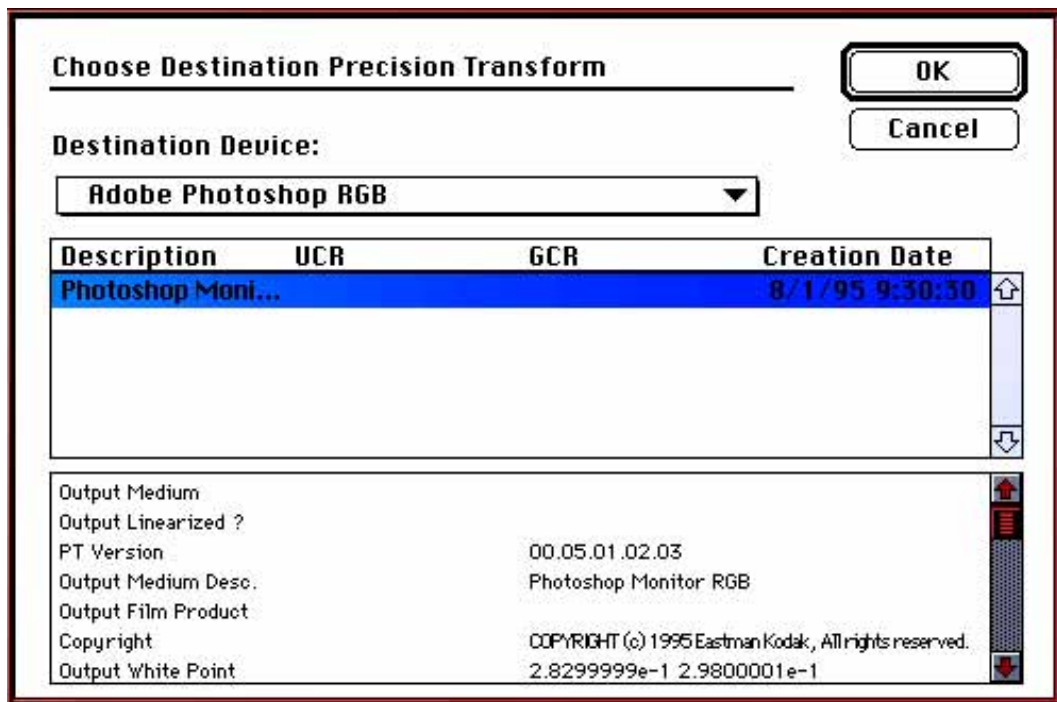 Choose Destination Precision Transform
OK
Cancel
Destination Device:
Adobe Photoshop RGB
Description UCR GCR Creation Date
Photoshop Moni... 8/1/95 9:30:30
Output Medium
Output Linearized ?
PT Version 00.05.01.02.03
Output Medium Desc. Photoshop Monitor RGB
Output Film Product
Copyright COPYRIGHT (c) 1995 Eastman Kodak, All rights reserved.
Output White Point 2.8299999e-1 2.9800001e-1